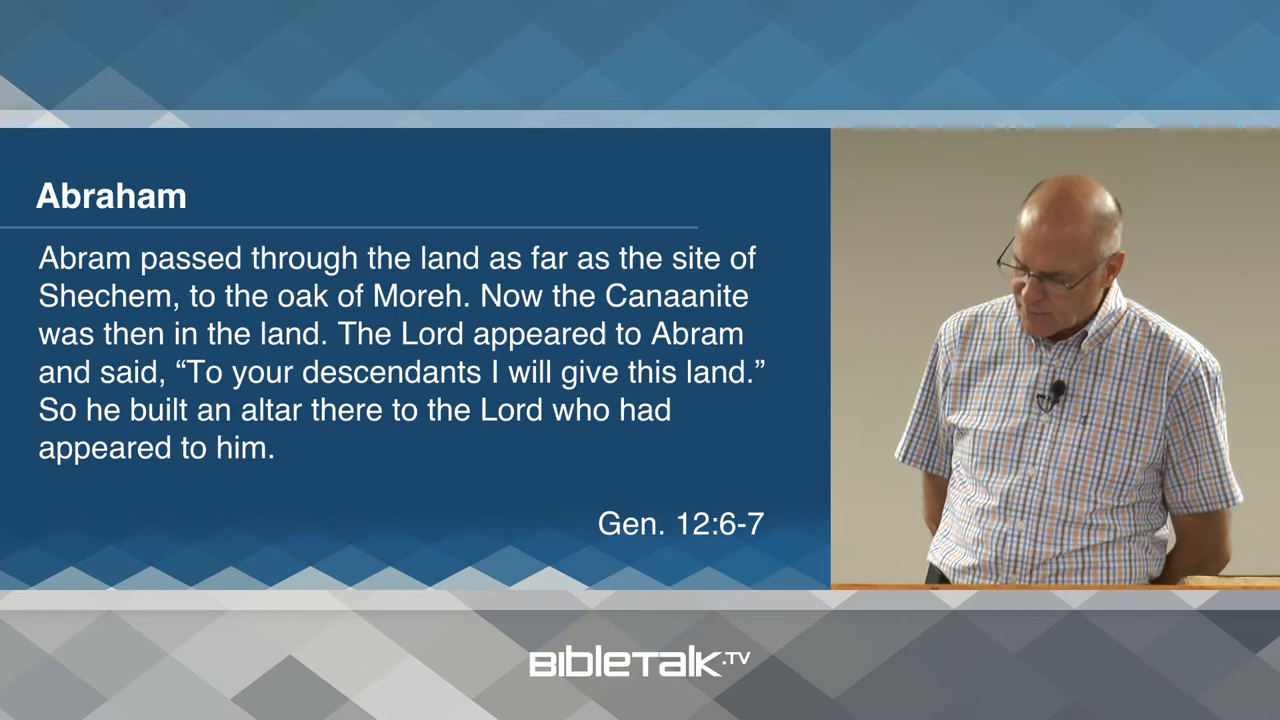 Abraham
Abram passed through the land as far as the site of
Shechem, to the oak of Moreh. Now the Canaanite
was then in the land. The Lord appeared to Abram
and said, “To your descendants I will give this land.”
So he built an altar there to the Lord who had
appeared to him.
Gen. 12:6-7
BIBLETALK.TV